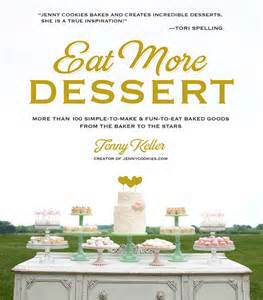 "JENNY COOKIES BAKES AND CREATES INCREDIBLE DESSERTS.
SHE IS A TRUE INSPIRATION!"
—TORI SPELLING
Eat More
DESSERT
MORE THAN 100 SIMPLE-TO-MAKE & FUN-TO-EAT BAKED GOODS
FROM THE BAKER TO THE STARS
Jenny Keller
CREATOR OF JENNYCOOKIES.COM